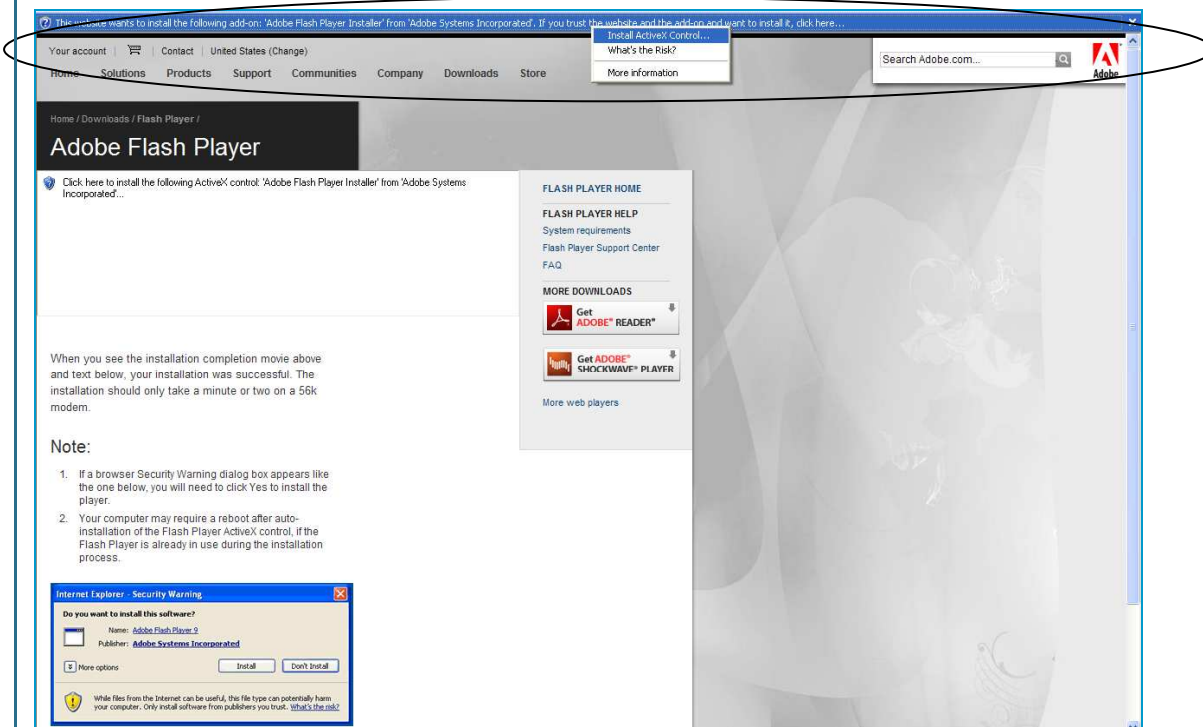 This website wants to install the following add-on: 'Adobe Flash Player Installer' from 'Adobe Systems Incorporated'. If you trust the website and the add-on and want to install it, click here...
Install ActiveX Control...
What's the Risk?
More information
Your account | | Contact | United States (Change)
Home Solutions Products Support Communities Company Downloads Store
Search Adobe.com...
Adobe
Home / Downloads / Flash Player /
Adobe Flash Player
Click here to install the following ActiveX control: 'Adobe Flash Player Installer' from 'Adobe Systems
Incorporated'...
When you see the installation completion movie above
and text below, your installation was successful. The
installation should only take a minute or two on a 56k
modem.
Note:
1. If a browser Security Warning dialog box appears like
the one below, you will need to click Yes to install the
player.
2. Your computer may require a reboot after auto-
installation of the Flash Player ActiveX control, if the
Flash Player is already in use during the installation
process.
Internet Explorer - Security Warning
Do you want to install this software?
Name: Adobe Flash Player 9
Publisher: Adobe Systems Incorporated
More options Install Don't Install
While files from the Internet can be useful, this file type can potentially harm
your computer. Only install software from publishers you trust. What's the risk?
FLASH PLAYER HOME
FLASH PLAYER HELP
System requirements
Flash Player Support Center
FAQ
MORE DOWNLOADS
Get
ADOBE® READER®
Get ADOBE®
SHOCKWAVE® PLAYER
More web players